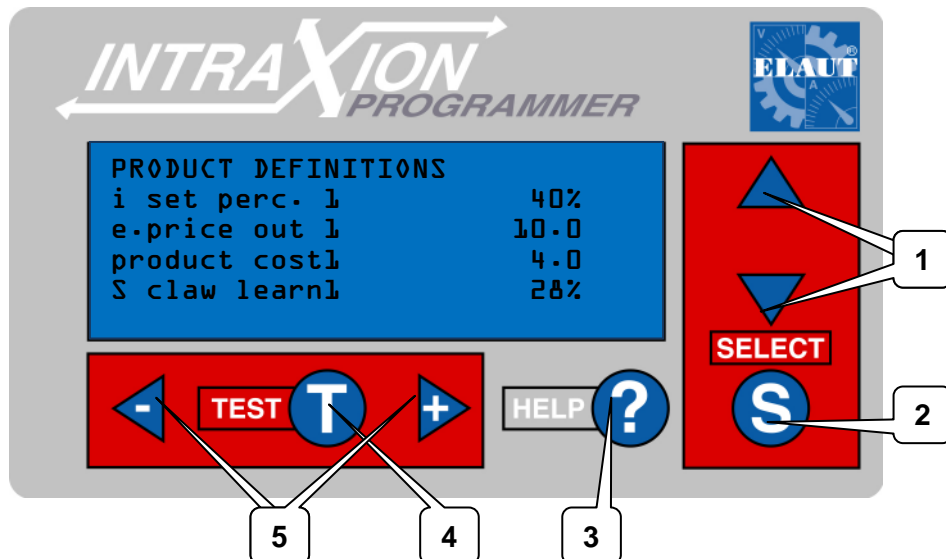 INTRAXION
PROGRAMMER
V
ELAUT®
A
PRODUCT DEFINITIONS
i set perc. 1 40%
e.price out 1 10.0
product cost1 4.0
S claw learn1 28%
1
SELECT
S
2
- TEST T +
HELP ?
5
4
3